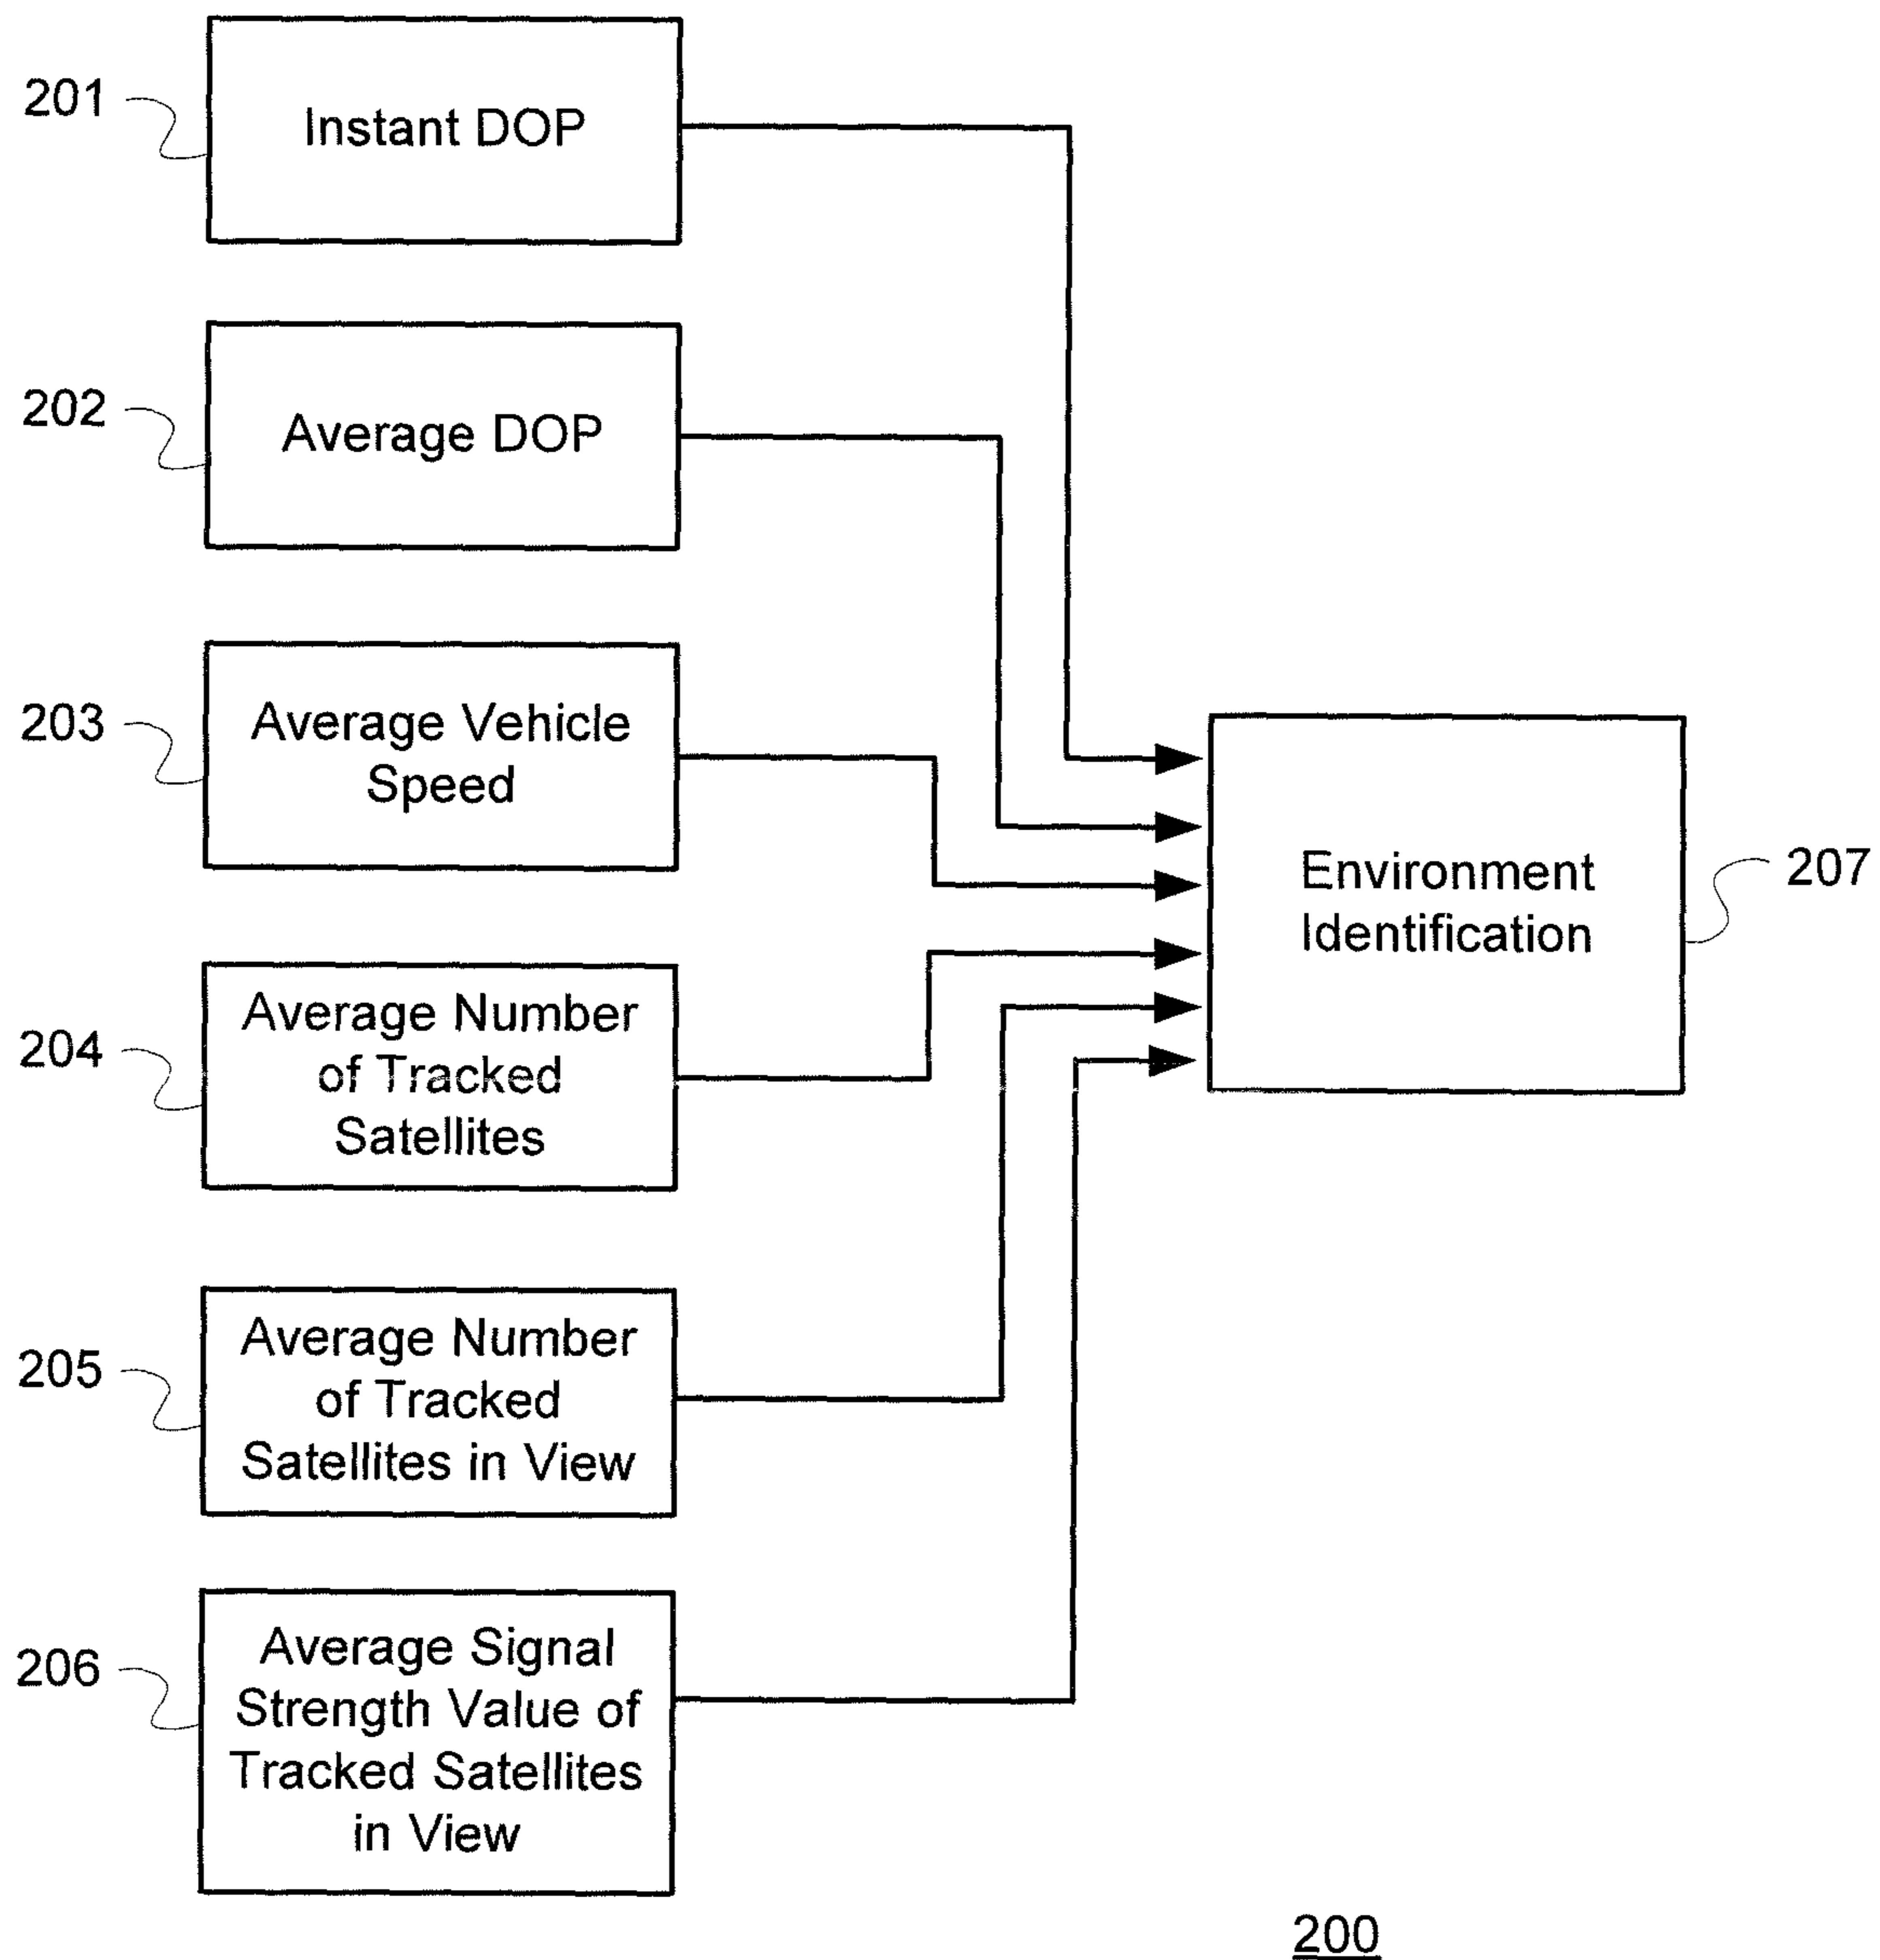 201
Instant DOP
202
Average DOP
203
Average Vehicle
Speed
204
Average Number
of Tracked
Satellites
205
Average Number
of Tracked
Satellites in View
206
Average Signal
Strength Value of
Tracked Satellites
in View
Environment
Identification
207
200